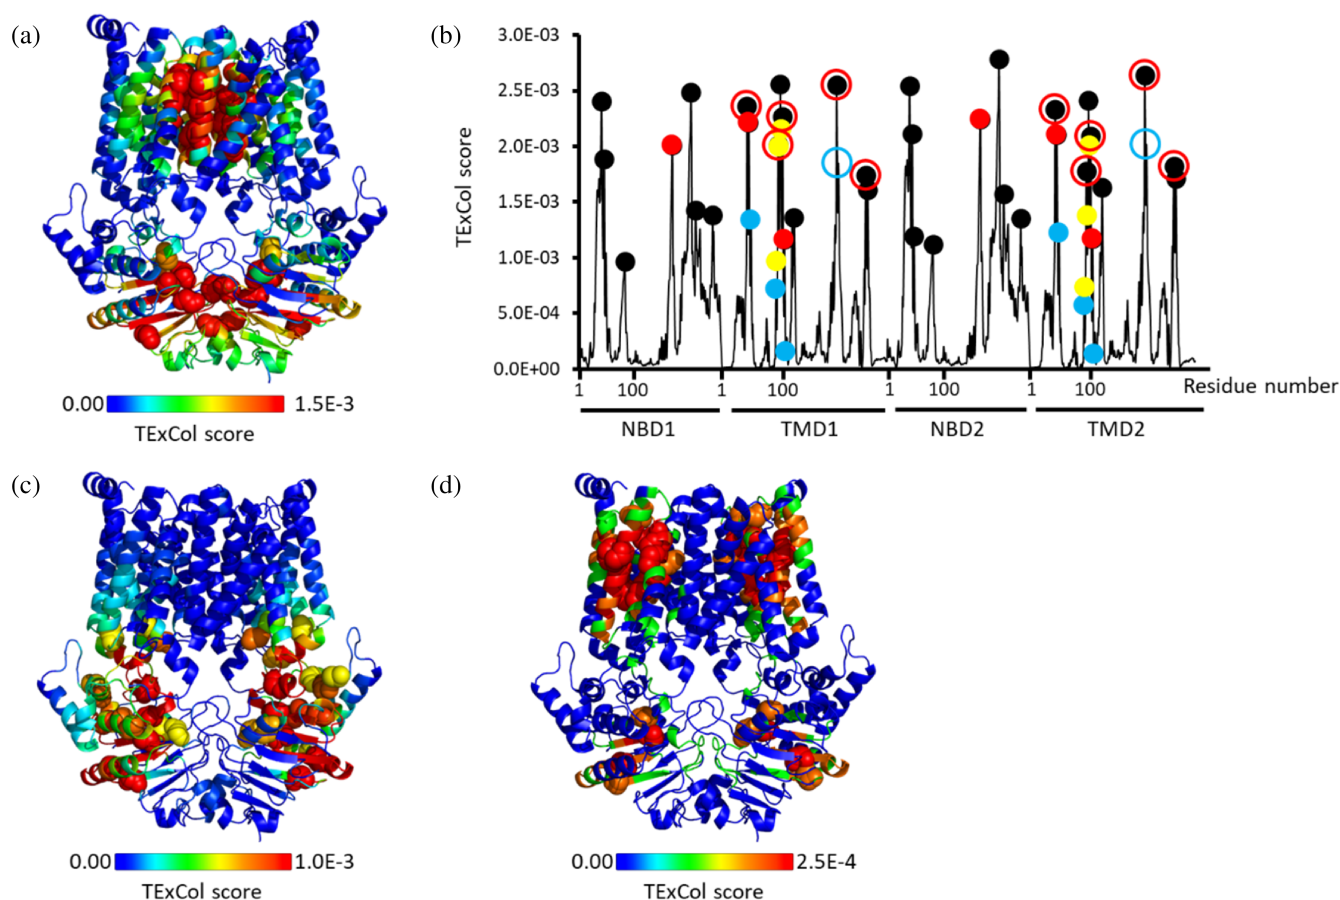 (a)
0.00 1.5E-3
TExCol score
(b)
TExCol score
3.0E-03
2.5E-03
2.0E-03
1.5E-03
1.0E-03
5.0E-04
0.0E+00
1 100 1 100 1 100 1 100 Residue number
NBD1 TMD1 NBD2 TMD2
(c)
0.00 1.0E-3
TExCol score
(d)
0.00 2.5E-4
TExCol score